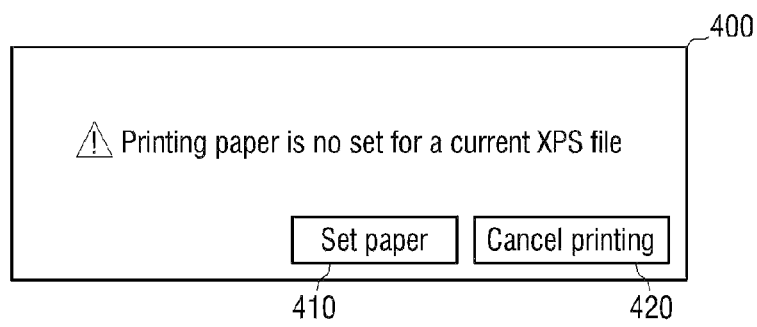 400
Printing paper is no set for a current XPS file
Set paper Cancel printing
410 420